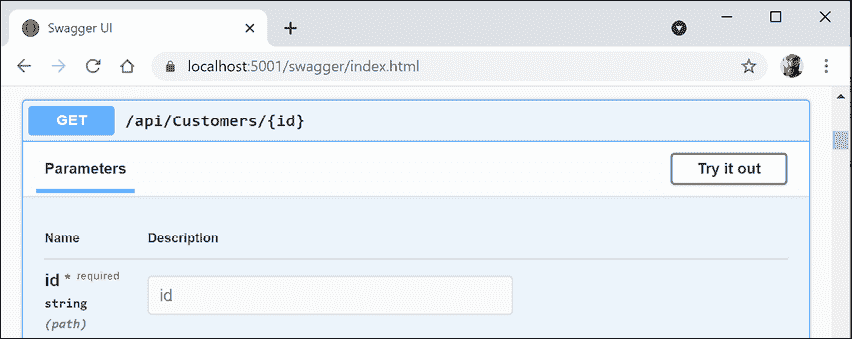 Swagger UI
localhost:5001/swagger/index.html
GET /api/Customers/{id}
Parameters Try it out
Name Description
id * required
id
string
(path)